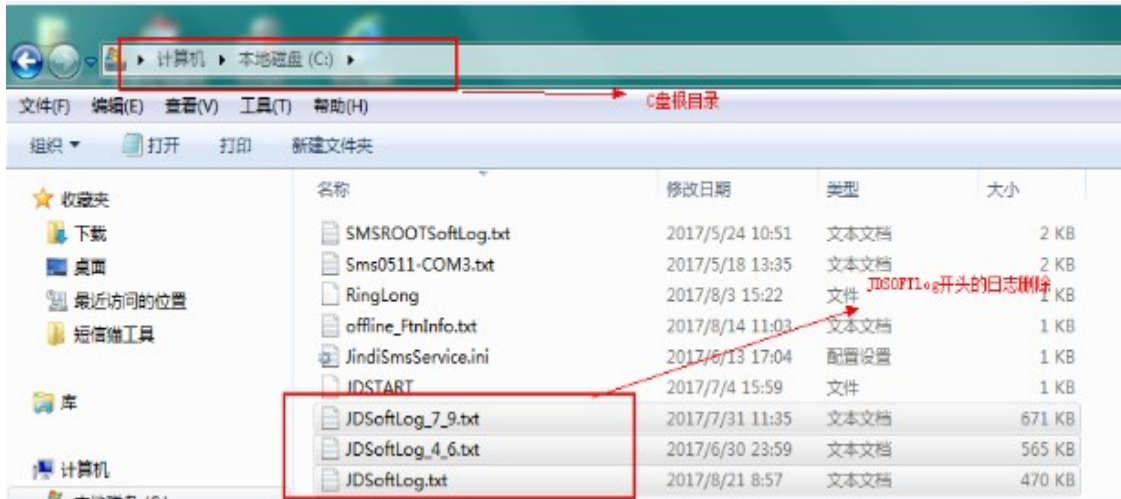 计算机 ▸ 本地磁盘 (C:) ▸
C盘根目录
文件(F) 编辑(E) 查看(V) 工具(T) 帮助(H)
组织 打开 打印 新建文件夹
名称 修改日期 类型 大小
收藏夹
下载
桌面
最近访问的位置
短信猫工具
库
计算机
SMSROOTSoftLog.txt 2017/5/24 10:51 文本文档 2 KB
Sms0511-COM3.txt 2017/5/18 13:35 文本文档 2 KB
JDSOFTLog开头的日志删除
RingLong 2017/8/3 15:22 文件 1 KB
offline_FtnInfo.txt 2017/8/14 11:03 文本文档 1 KB
JindiSmsService.ini 2017/6/13 17:04 配置设置 1 KB
JDSTART 2017/7/4 15:59 文件 1 KB
JDSoftLog_7_9.txt 2017/7/31 11:35 文本文档 671 KB
JDSoftLog_4_6.txt 2017/6/30 23:59 文本文档 565 KB
JDSoftLog.txt 2017/8/21 8:57 文本文档 470 KB